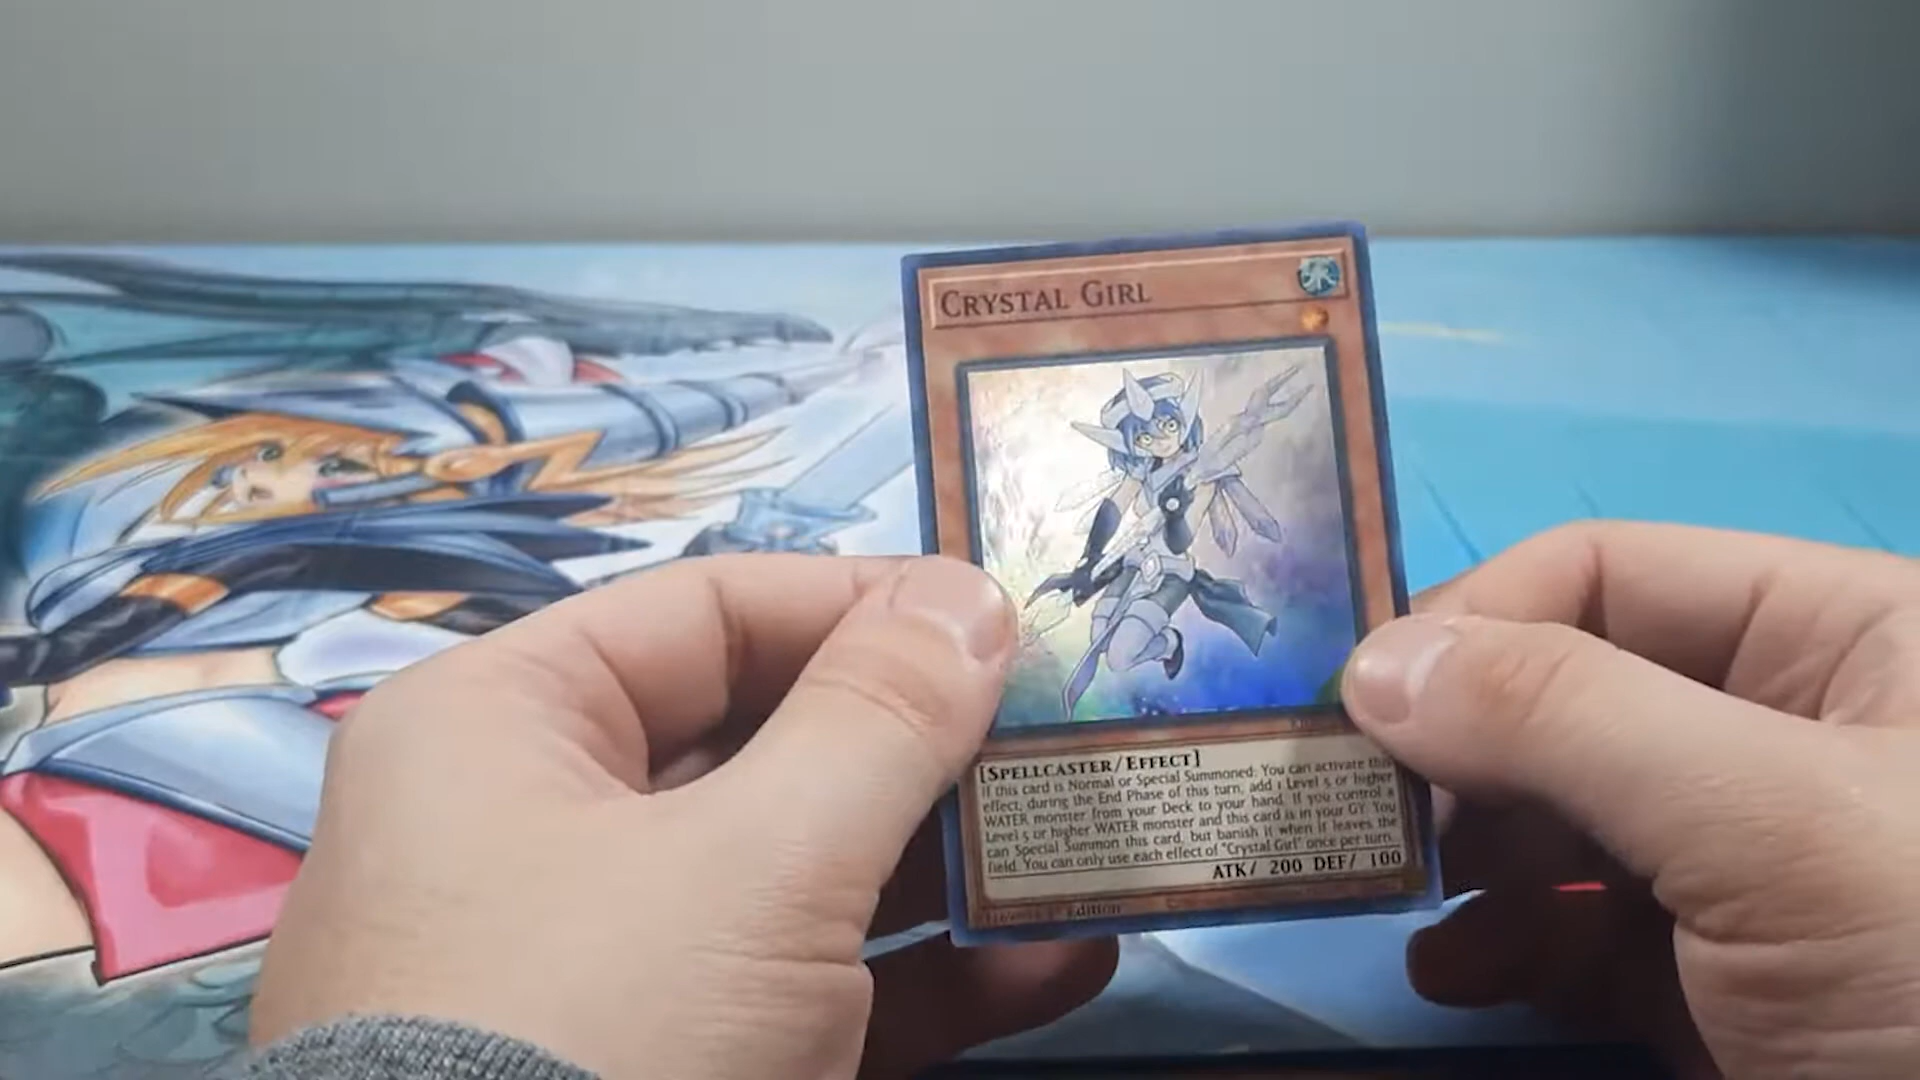 CRYSTAL GIRL
[SPELLCASTER/EFFECT]
If this card is Normal or Special Summoned: You can activate this
effect; during the End Phase of this turn, add 1 Level 5 or higher
WATER monster from your Deck to your hand. If you control a
Level 5 or higher WATER monster and this card is in your GY: You
can Special Summon this card, but banish it when it leaves the
field. You can only use each effect of "Crystal Girl" once per turn.
ATK/ 200 DEF/ 100
Edition